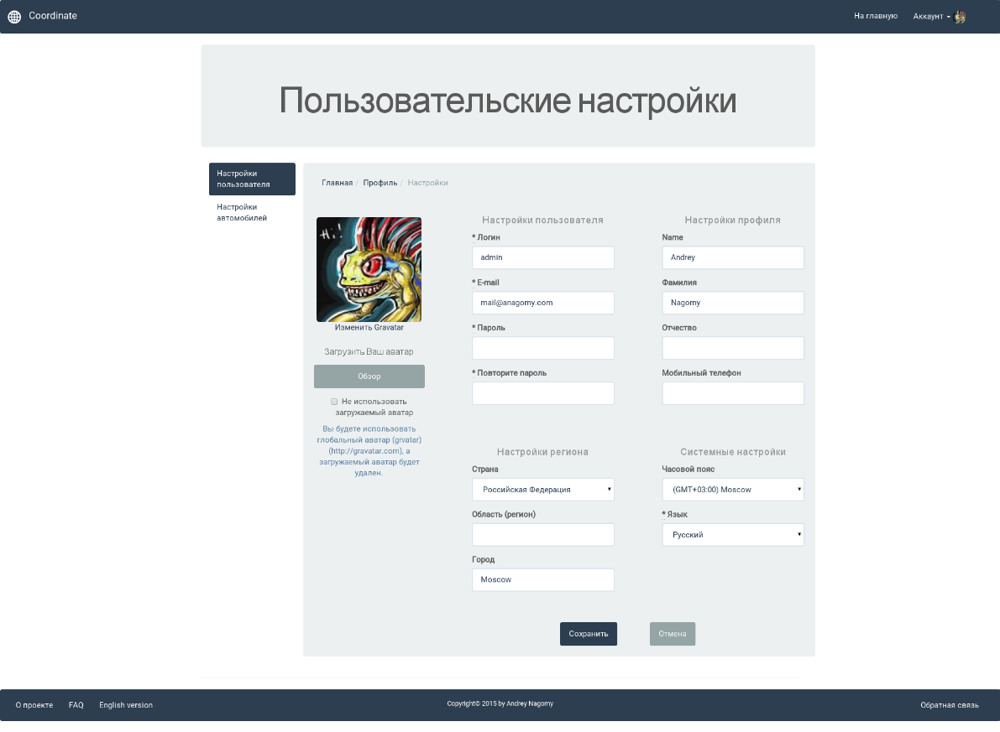 Coordinate
На главную
Аккаунт
Пользовательские настройки
Настройки
пользователя
Настройки
автомобилей
Главная / Профиль / Настройки
Hi!
Изменить Gravatar
Загрузить Ваш аватар
Обзор
Не использовать
загружаемый аватар
Вы будете использовать
глобальный аватар (grvatar)
(http://gravatar.com), а
загружаемый аватар будет
удален.
Настройки пользователя
* Логин
admin
* E-mail
mail@anagorny.com
* Пароль
* Повторите пароль
Настройки профиля
Name
Andrey
Фамилия
Nagorny
Отчество
Мобильный телефон
Настройки региона
Страна
Российская Федерация
Область (регион)
Город
Moscow
Системные настройки
Часовой пояс
(GMT+03:00) Moscow
* Язык
Русский
Сохранить
Отмена
О проекте
FAQ
English version
Copyright© 2015 by Andrey Nagorny
Обратная связь